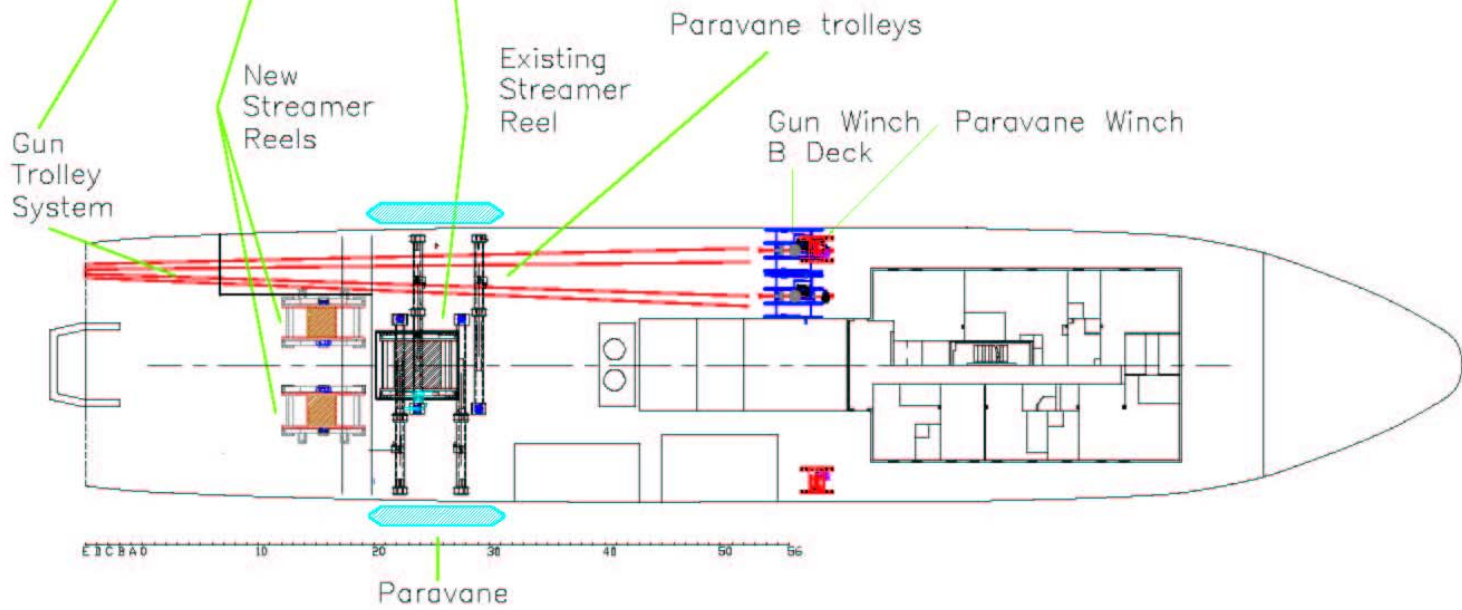 Paravane trolleys
Existing
Streamer
Reel
New
Streamer
Reels
Gun Winch
B Deck
Paravane Winch
Gun
Trolley
System
E D C B A 0 10 20 30 40 50 56
Paravane